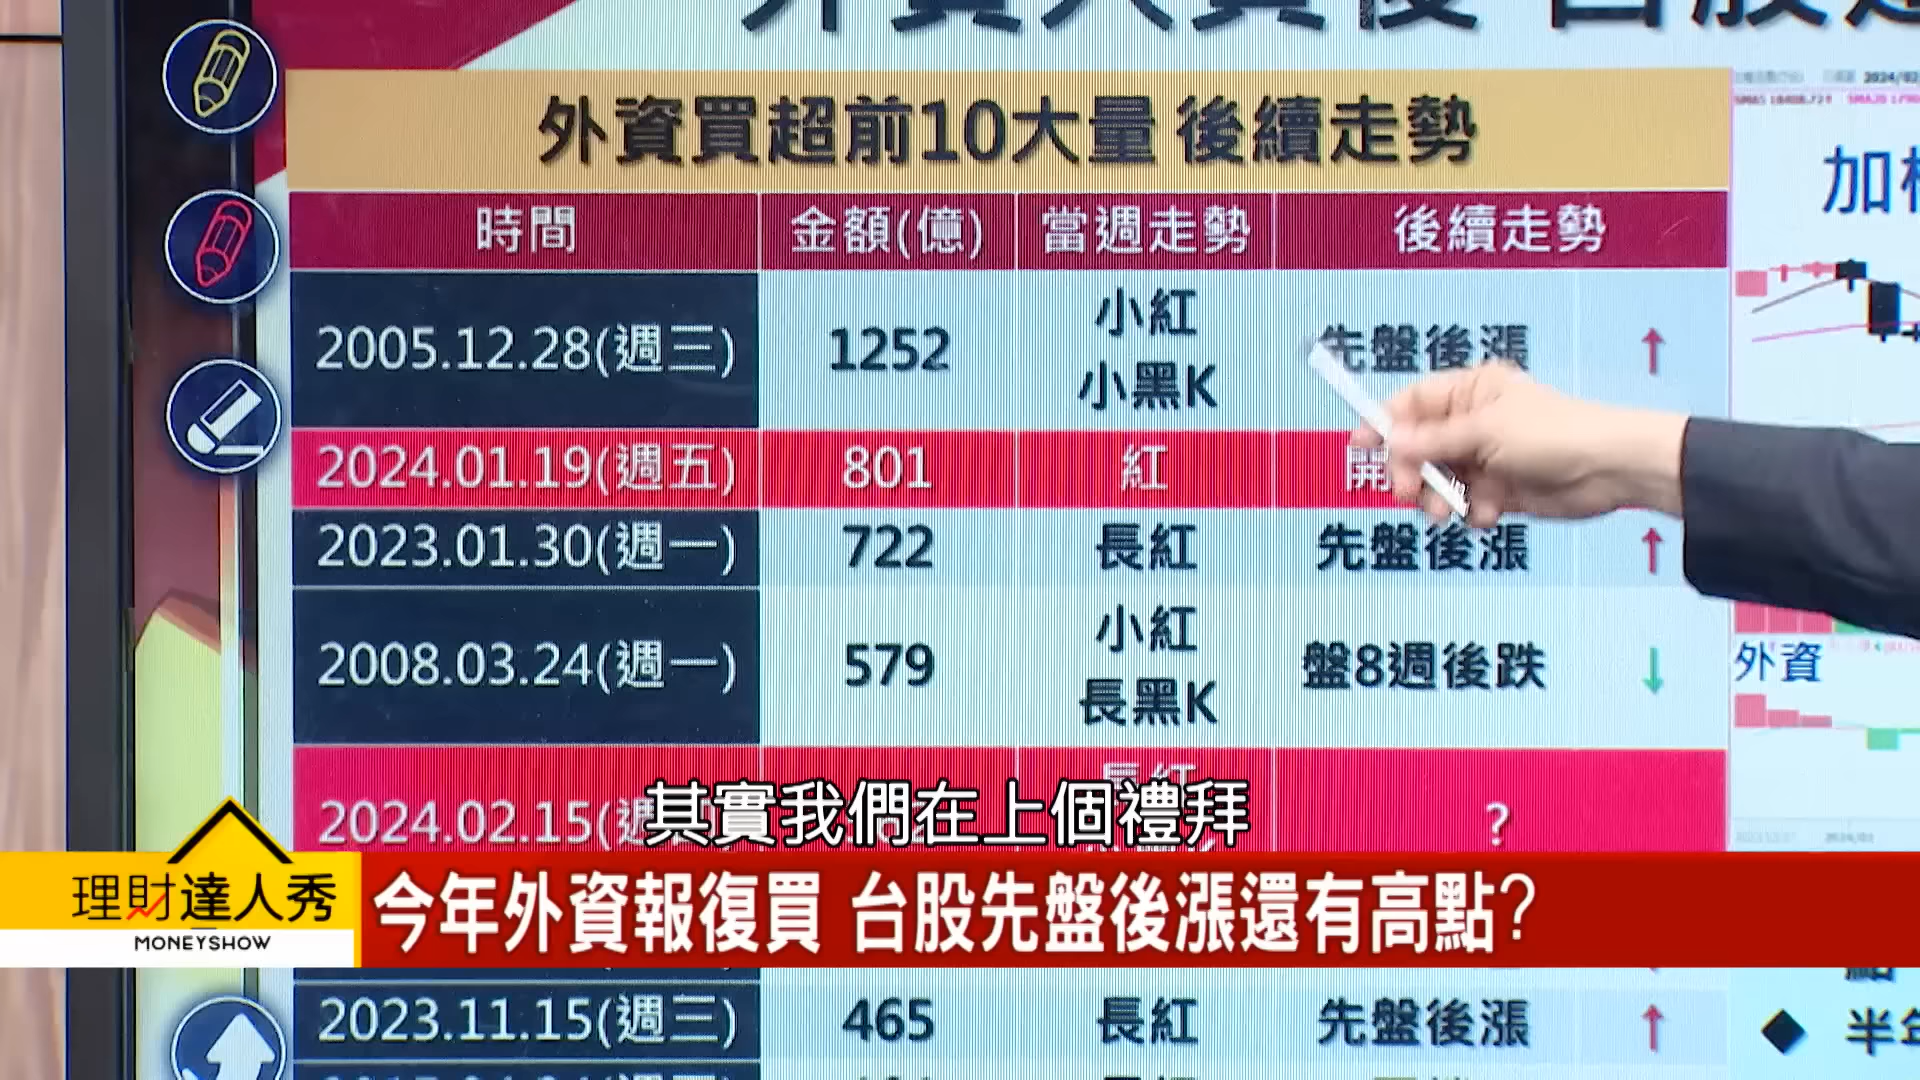 外資買超前10大量 後續走勢
時間 金額(億) 當週走勢 後續走勢
2005.12.28(週三) 1252 小紅 小黑K 先盤後漲 ↑
2024.01.19(週五) 801 紅 開
2023.01.30(週一) 722 長紅 先盤後漲 ↑
2008.03.24(週一) 579 小紅 長黑K 盤8週後跌 ↓
2024.02.15( ?
2023.11.15(週三) 465 長紅 先盤後漲 ↑
2024/02
外資
半年
其實我們在上個禮拜
理財達人秀
MONEYSHOW
今年外資報復買 台股先盤後漲還有高點?